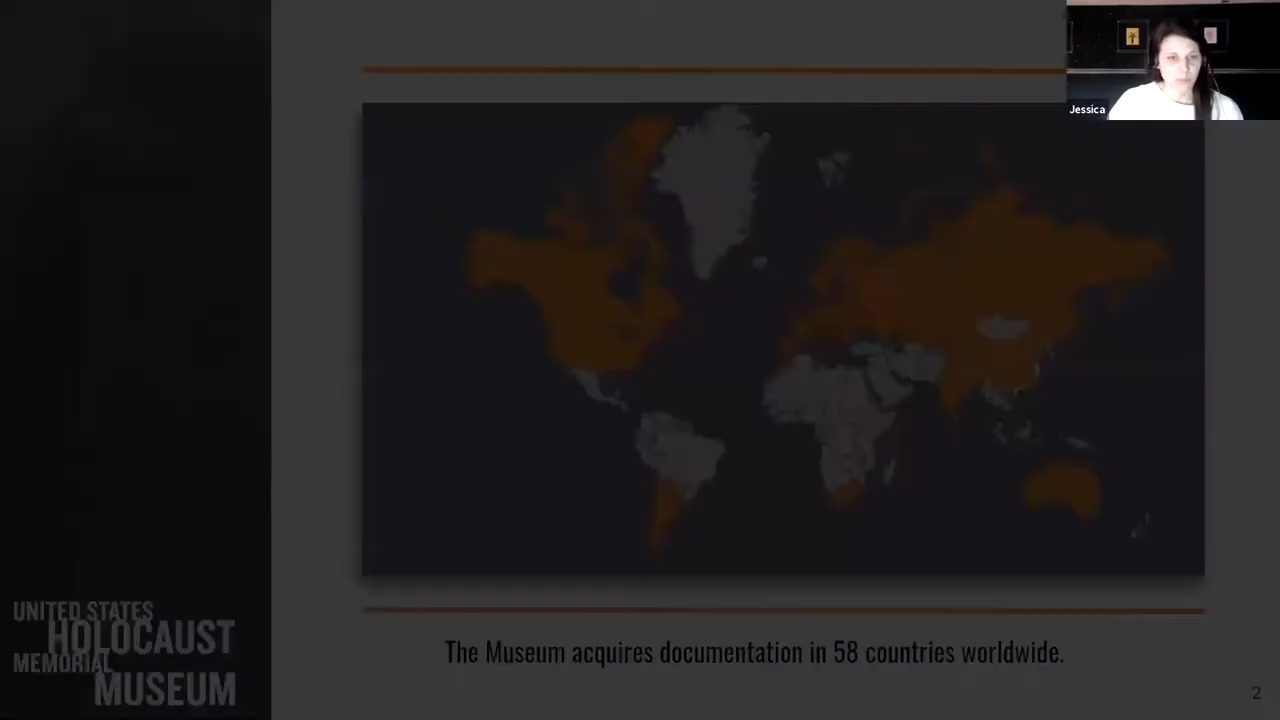 Jessica
UNITED STATES
HOLOCAUST
MEMORIAL
MUSEUM
The Museum acquires documentation in 58 countries worldwide.
2